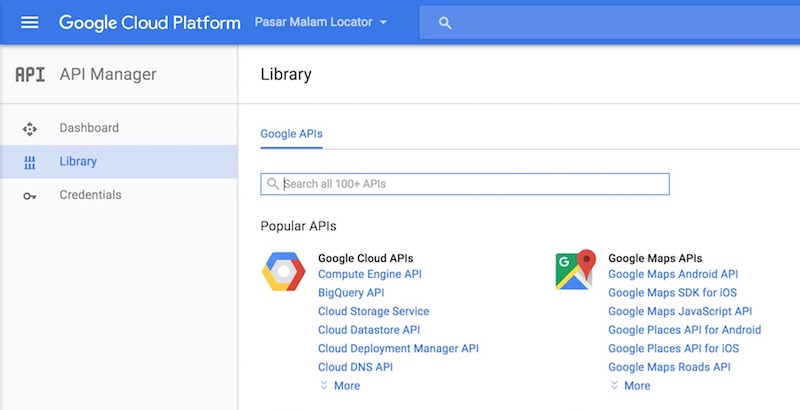 Google Cloud Platform Pasar Malam Locator
API API Manager
Library
Dashboard
Library
Credentials
Google APIs
Search all 100+ APIs
Popular APIs
Google Cloud APIs
Compute Engine API
BigQuery API
Cloud Storage Service
Cloud Datastore API
Cloud Deployment Manager API
Cloud DNS API
More
G
Google Maps APIs
Google Maps Android API
Google Maps SDK for iOS
Google Maps JavaScript API
Google Places API for Android
Google Places API for iOS
Google Maps Roads API
More